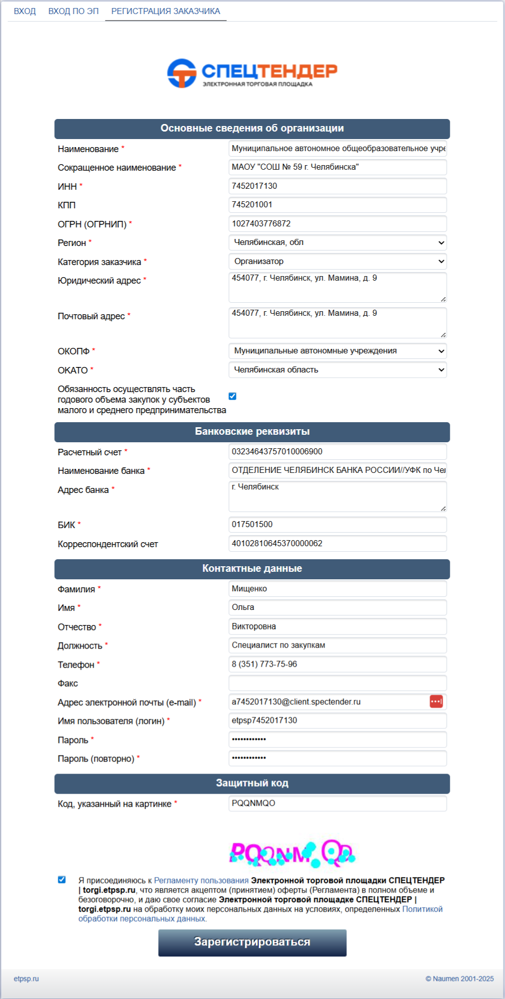 ВХОД ВХОД ПО ЭП РЕГИСТРАЦИЯ ЗАКАЗЧИКА
СПЕЦТЕНДЕР
ЭЛЕКТРОННАЯ ТОРГОВАЯ ПЛОЩАДКА
Основные сведения об организации
Наименование * Муниципальное автономное общеобразовательное учре
Сокращенное наименование * МАОУ "СОШ № 59 г. Челябинска"
ИНН * 7452017130
КПП 745201001
ОГРН (ОГРНИП) * 1027403776872
Регион * Челябинская, обл
Категория заказчика * Организатор
Юридический адрес * 454077, г. Челябинск, ул. Мамина, д. 9
Почтовый адрес * 454077, г. Челябинск, ул. Мамина, д. 9
ОКОПФ * Муниципальные автономные учреждения
ОКАТО * Челябинская область
Обязанность осуществлять часть
годового объема закупок у субъектов
малого и среднего предпринимательства
Банковские реквизиты
Расчетный счет * 03234643757010006900
Наименование банка * ОТДЕЛЕНИЕ ЧЕЛЯБИНСК БАНКА РОССИИ//УФК по Чел
Адрес банка * г. Челябинск
БИК * 017501500
Корреспондентский счет 40102810645370000062
Контактные данные
Фамилия * Мищенко
Имя * Ольга
Отчество * Викторовна
Должность * Специалист по закупкам
Телефон * 8 (351) 773-75-96
Факс
Адрес электронной почты (e-mail) * a7452017130@client.spectender.ru
Имя пользователя (логин) * etpsp7452017130
Пароль * ••••••••••••
Пароль (повторно) * ••••••••••••
Защитный код
Код, указанный на картинке * PQQNMQO
PQQNMQO
Я присоединяюсь к Регламенту пользования Электронной торговой площадки СПЕЦТЕНДЕР
| torgi.etpsp.ru, что является акцептом (принятием) оферты (Регламента) в полном объеме и
безоговорочно, и даю свое согласие Электронной торговой площадке СПЕЦТЕНДЕР |
torgi.etpsp.ru на обработку моих персональных данных на условиях, определенных Политикой
обработки персональных данных.
Зарегистрироваться
etpsp.ru © Naumen 2001-2025